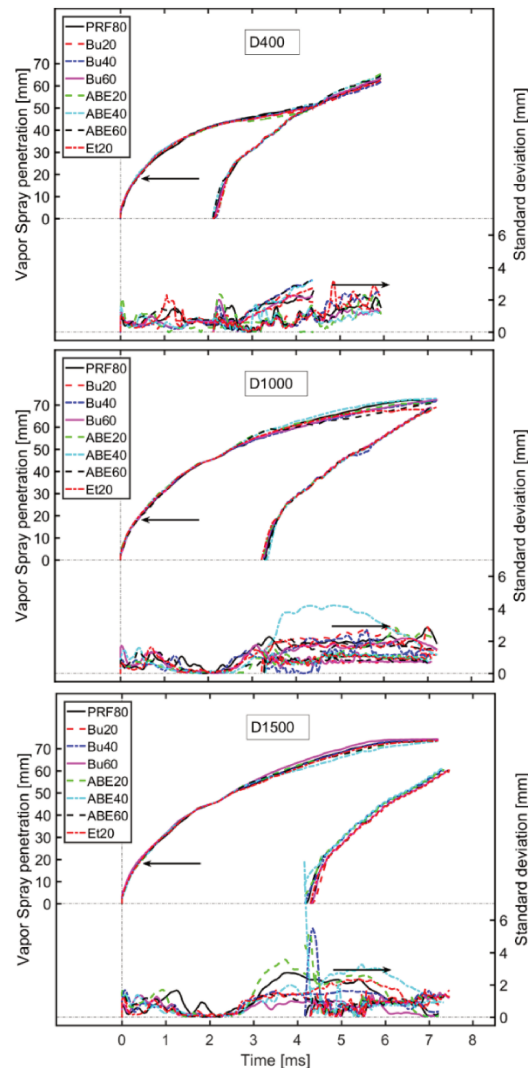 D400
PRF80
Bu20
Bu40
Bu60
ABE20
ABE40
ABE60
Et20
Vapor Spray penetration [mm]
70
60
50
40
30
20
10
0
Standard deviation [mm]
6
4
2
0
D1000
PRF80
Bu20
Bu40
Bu60
ABE20
ABE40
ABE60
Et20
Vapor Spray penetration [mm]
70
60
50
40
30
20
10
0
Standard deviation [mm]
6
4
2
0
D1500
PRF80
Bu20
Bu40
Bu60
ABE20
ABE40
ABE60
Et20
Vapor Spray penetration [mm]
70
60
50
40
30
20
10
0
Standard deviation [mm]
6
4
2
0
0 1 2 3 4 5 6 7 8
Time [ms]